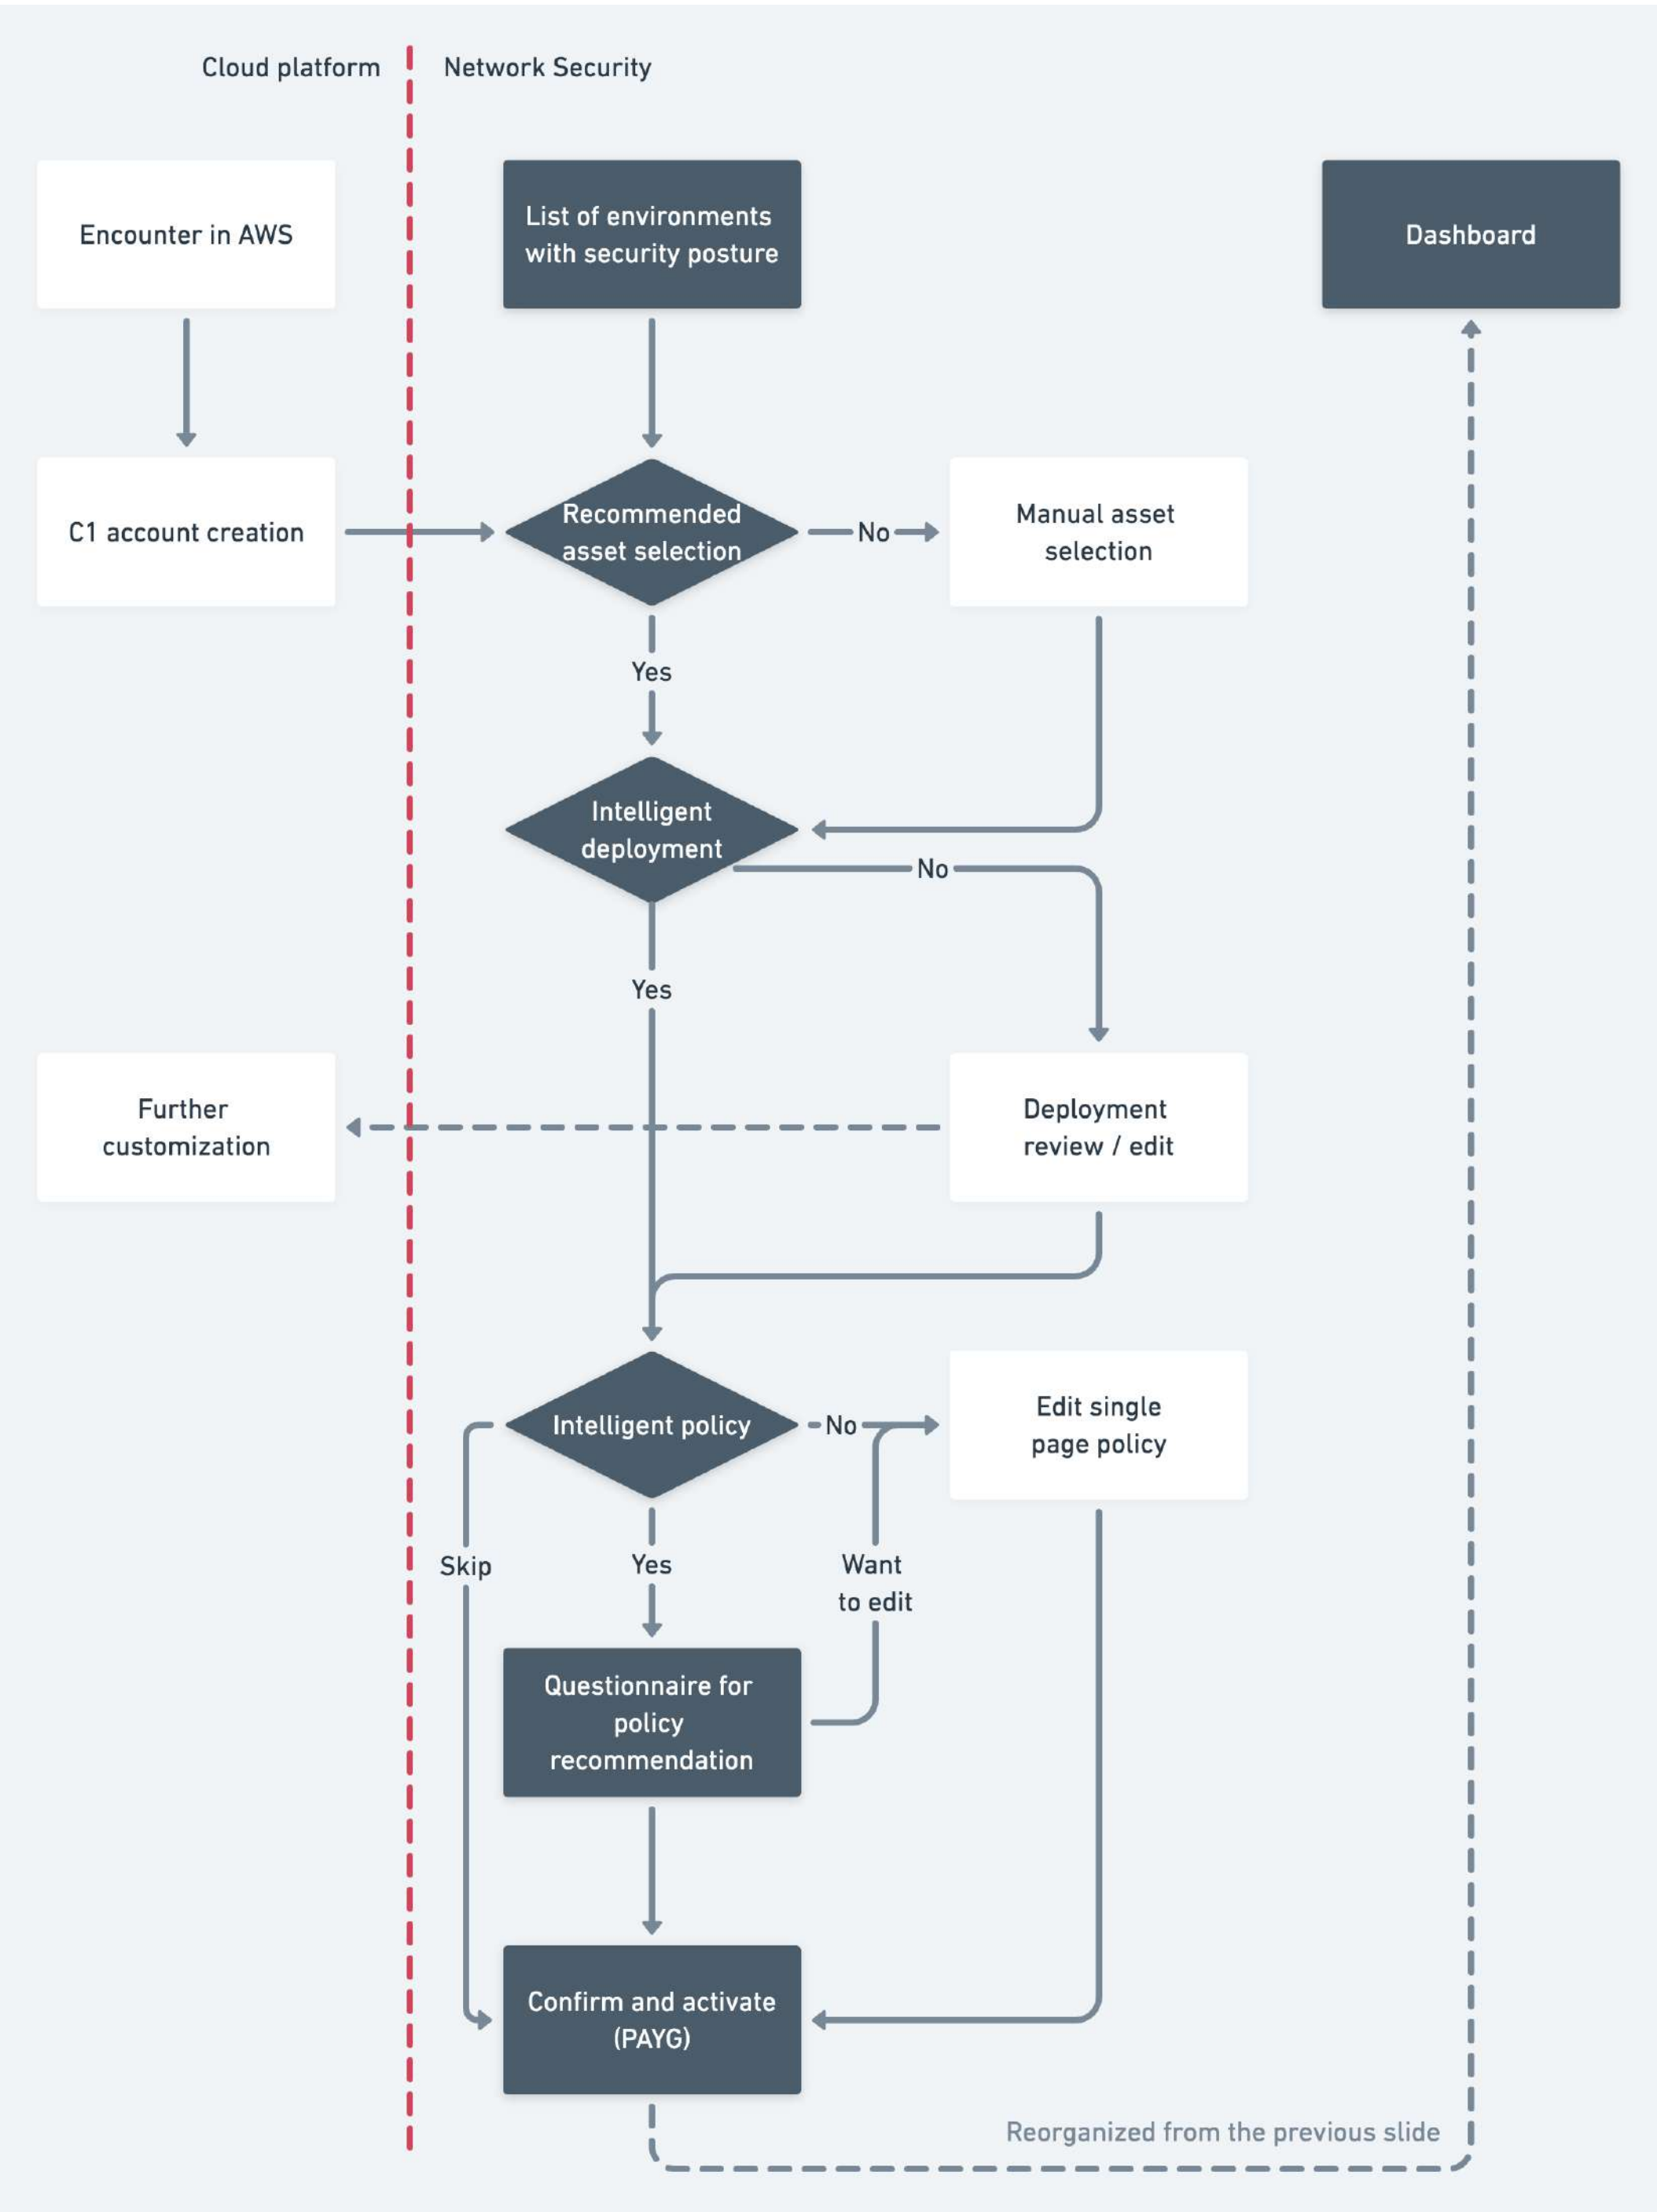 Cloud platform
Network Security
Encounter in AWS
List of environments
with security posture
Dashboard
C1 account creation
Recommended
asset selection
No
Manual asset
selection
Yes
Intelligent
deployment
No
Yes
Further
customization
Deployment
review / edit
Intelligent policy
No
Edit single
page policy
Skip
Yes
Want
to edit
Questionnaire for
policy
recommendation
Confirm and activate
(PAYG)
Reorganized from the previous slide